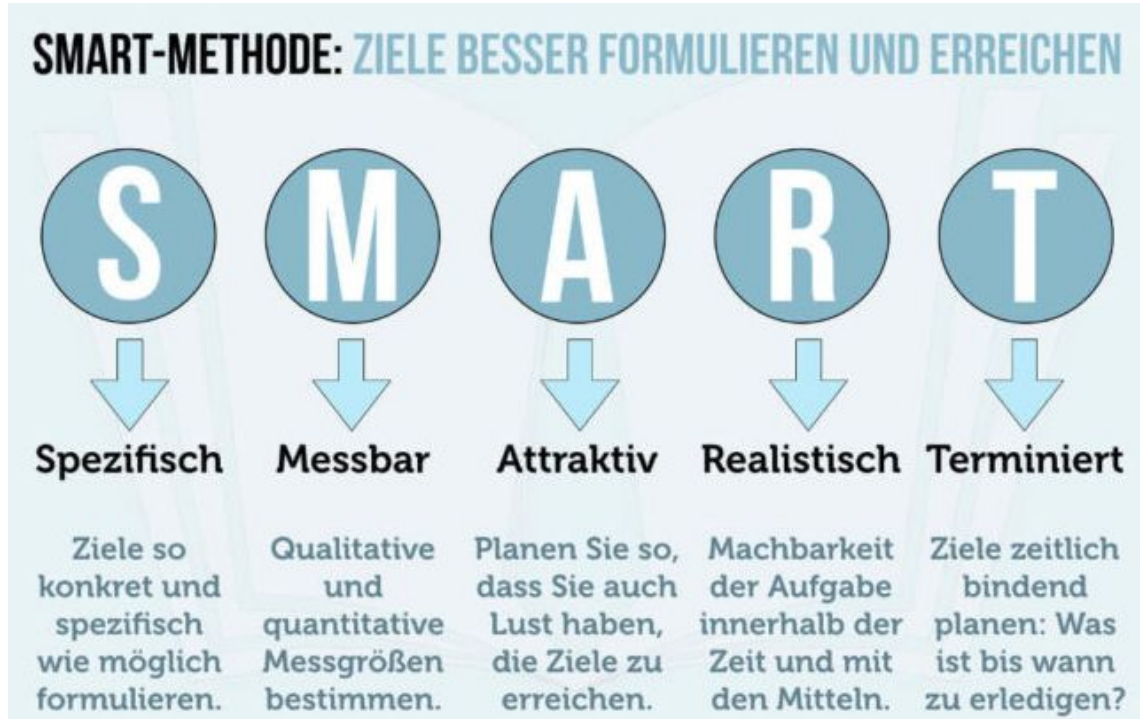 SMART-METHODE: ZIELE BESSER FORMULIEREN UND ERREICHEN
S M A R T
Spezifisch Messbar Attraktiv Realistisch Terminiert
Ziele so
konkret und
spezifisch
wie möglich
formulieren.
Qualitative
und
quantitative
Messgrößen
bestimmen.
Planen Sie so,
dass Sie auch
Lust haben,
die Ziele zu
erreichen.
Machbarkeit
der Aufgabe
innerhalb der
Zeit und mit
den Mitteln.
Ziele zeitlich
bindend
planen: Was
ist bis wann
zu erledigen?